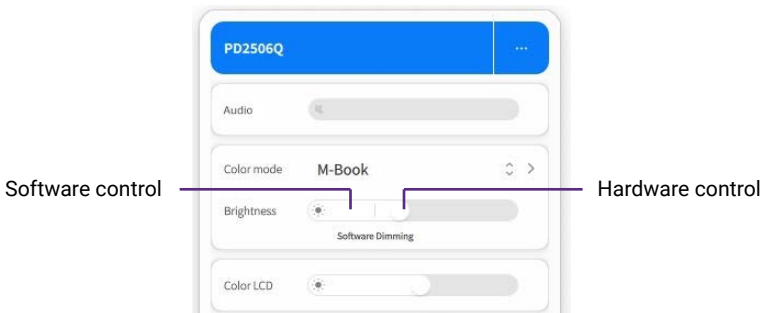 PD2506Q ...
Audio
Color mode M-Book
Software control Hardware control
Brightness
Software Dimming
Color LCD